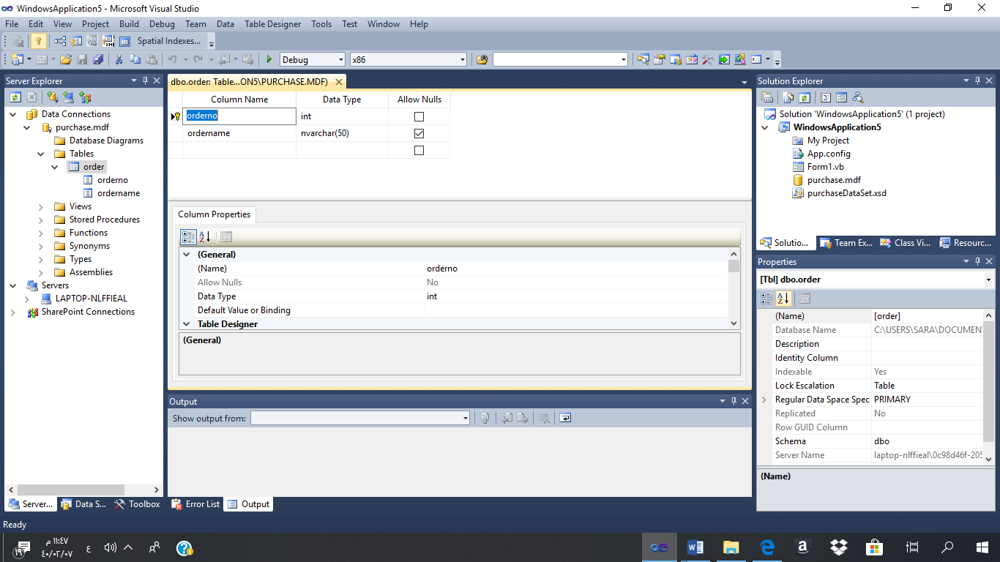 WindowsApplication5 - Microsoft Visual Studio
File Edit View Project Build Debug Team Data Table Designer Tools Test Window Help
Spatial Indexes...
Debug x86
Server Explorer
Data Connections
purchase.mdf
Database Diagrams
Tables
order
orderno
ordername
Views
Stored Procedures
Functions
Synonyms
Types
Assemblies
Servers
LAPTOP-NLFFIEAL
SharePoint Connections
Server... Data S... Toolbox
dbo.order: Table...ON5\PURCHASE.MDF)
Column Name Data Type Allow Nulls
orderno int
ordername nvarchar(50)
Column Properties
(General)
(Name) orderno
Allow Nulls No
Data Type int
Default Value or Binding
Table Designer
(General)
Output
Show output from:
Error List Output
Solution Explorer
Solution 'WindowsApplication5' (1 project)
WindowsApplication5
My Project
App.config
Form1.vb
purchase.mdf
purchaseDataSet.xsd
Solutio... Team Ex... Class Vi... Resourc...
Properties
[Tbl] dbo.order
(Name) [order]
Database Name C:\USERS\SARA\DOCUMEN
Description
Identity Column
Indexable Yes
Lock Escalation Table
Regular Data Space Spec PRIMARY
Replicated No
Row GUID Column
Schema dbo
Server Name laptop-nlffieal\0c98d46f-205
(Name)
Ready
١٩
١١:٤٧ م
٤٠/٠٢/٠٧
ع